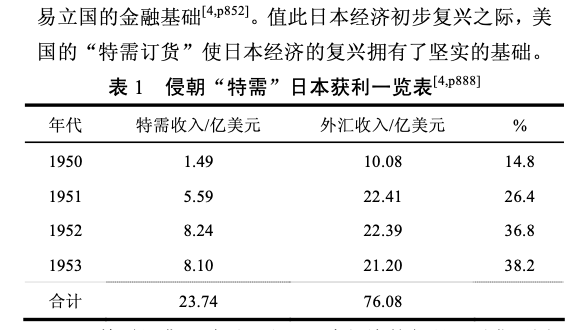 易立国的金融基础[4,p852]。值此日本经济初步复兴之际，美
国的“特需订货”使日本经济的复兴拥有了坚实的基础。
表 1 侵朝“特需”日本获利一览表[4,p888]
年代 特需收入/亿美元 外汇收入/亿美元 %
1950 1.49 10.08 14.8
1951 5.59 22.41 26.4
1952 8.24 22.39 36.8
1953 8.10 21.20 38.2
合计 23.74 76.08